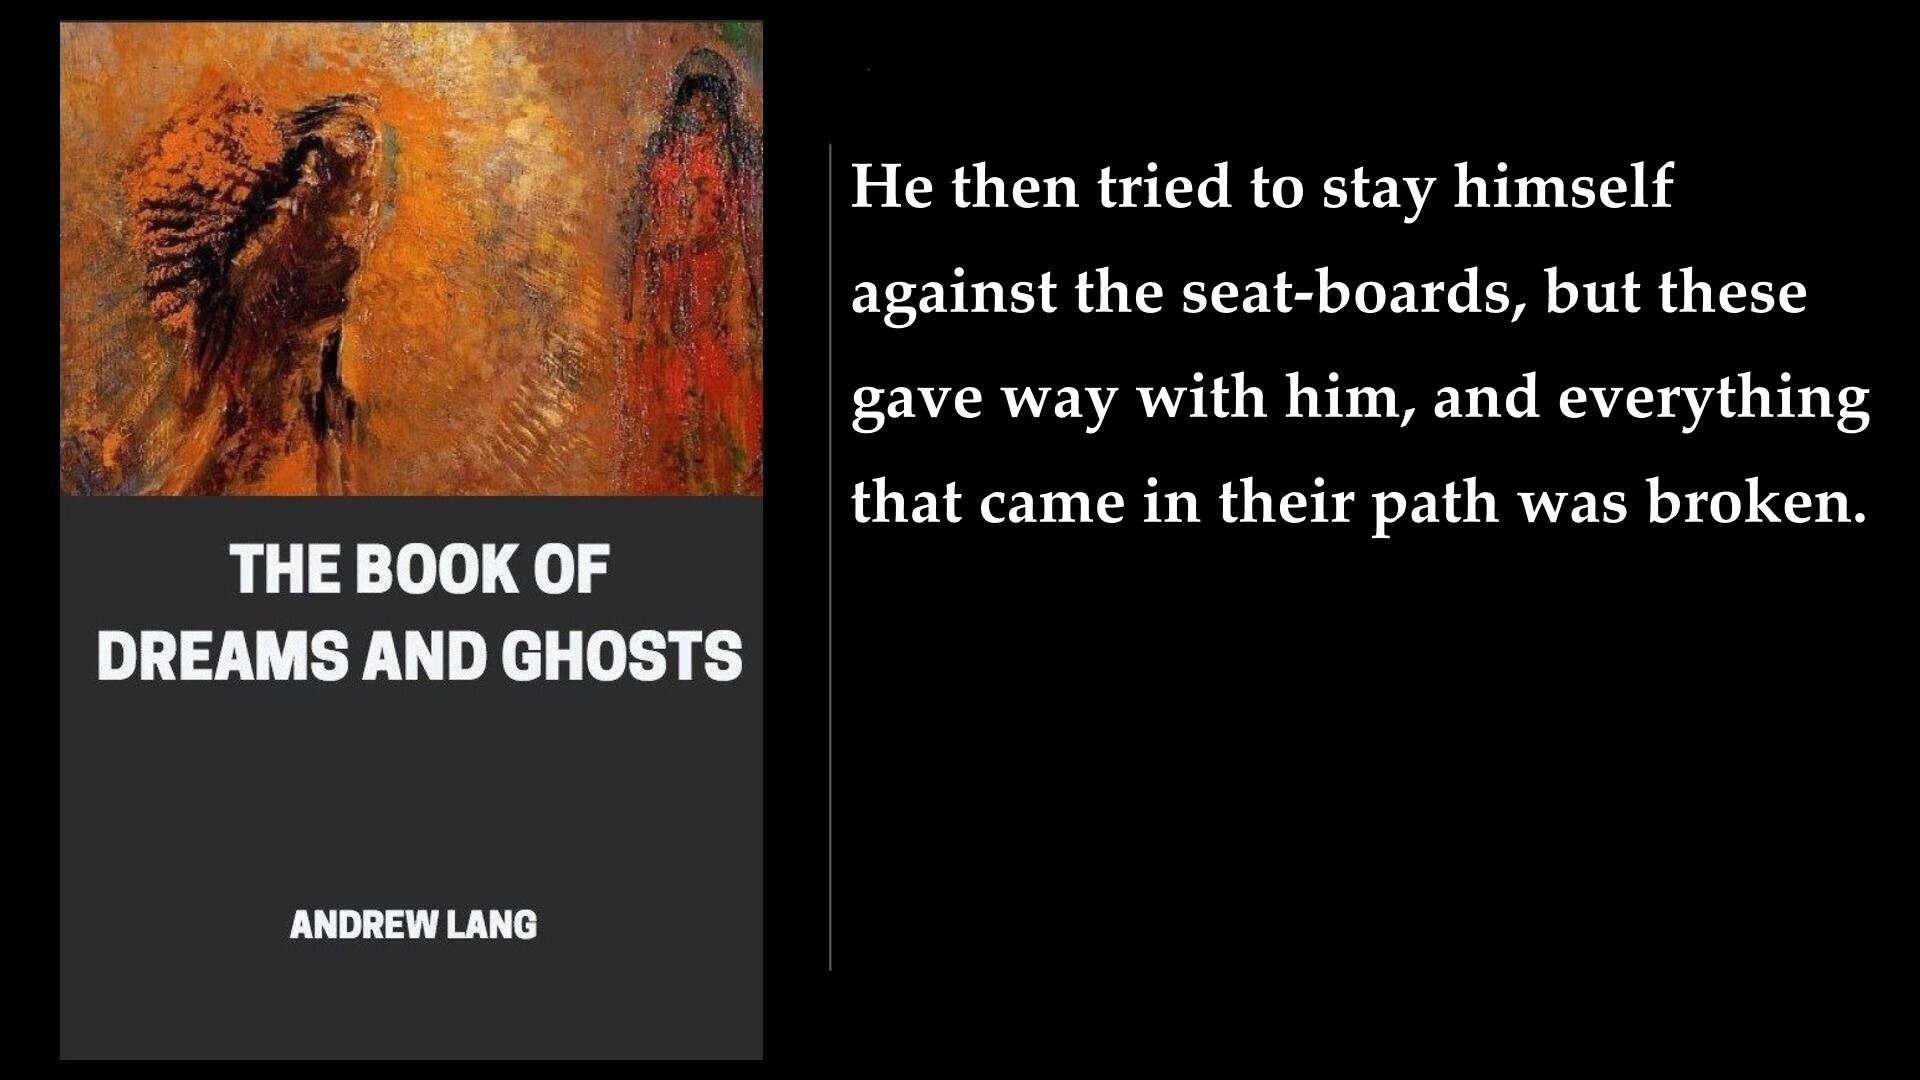 THE BOOK OF
DREAMS AND GHOSTS
ANDREW LANG
He then tried to stay himself
against the seat-boards, but these
gave way with him, and everything
that came in their path was broken.